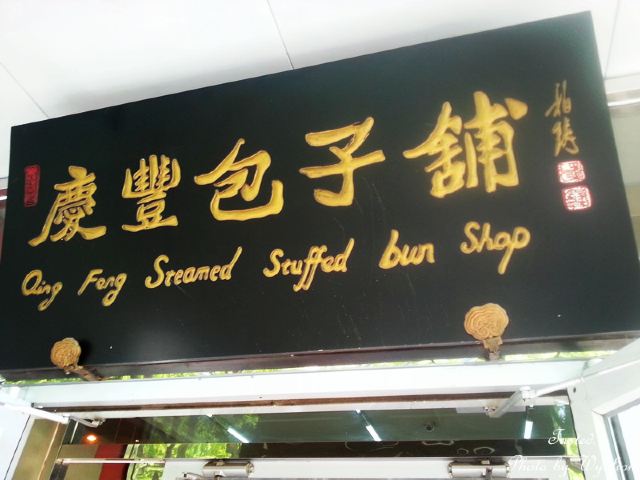 慶豐包子舖
Qing Feng Steamed Stuffed bun Shop